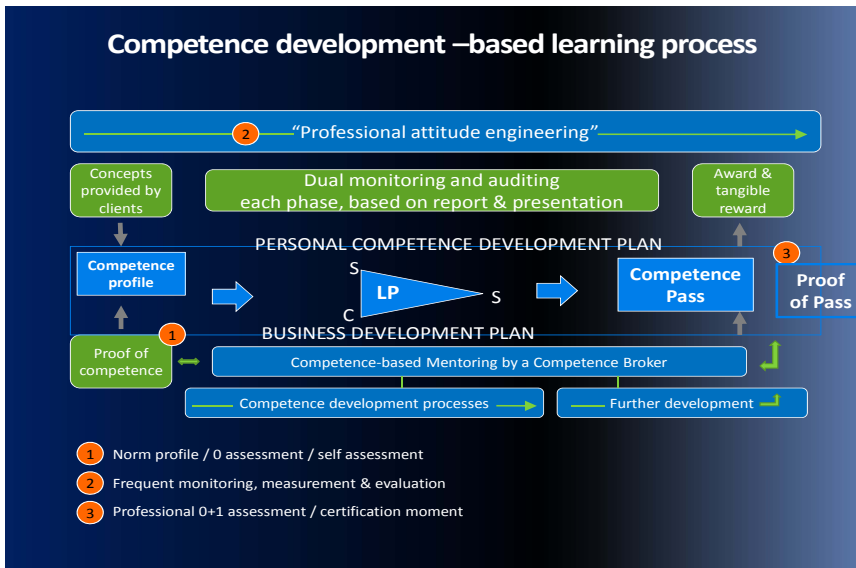 Competence development –based learning process
2 “Professional attitude engineering”
Concepts
provided by
clients
Dual monitoring and auditing
each phase, based on report & presentation
Award &
tangible
reward
PERSONAL COMPETENCE DEVELOPMENT PLAN
3
Competence
profile
S
LP
S
C
Competence
Pass
Proof
of Pass
BUSINESS DEVELOPMENT PLAN
1
Proof of
competence
Competence-based Mentoring by a Competence Broker
Competence development processes
Further development
1 Norm profile / 0 assessment / self assessment
2 Frequent monitoring, measurement & evaluation
3 Professional 0+1 assessment / certification moment